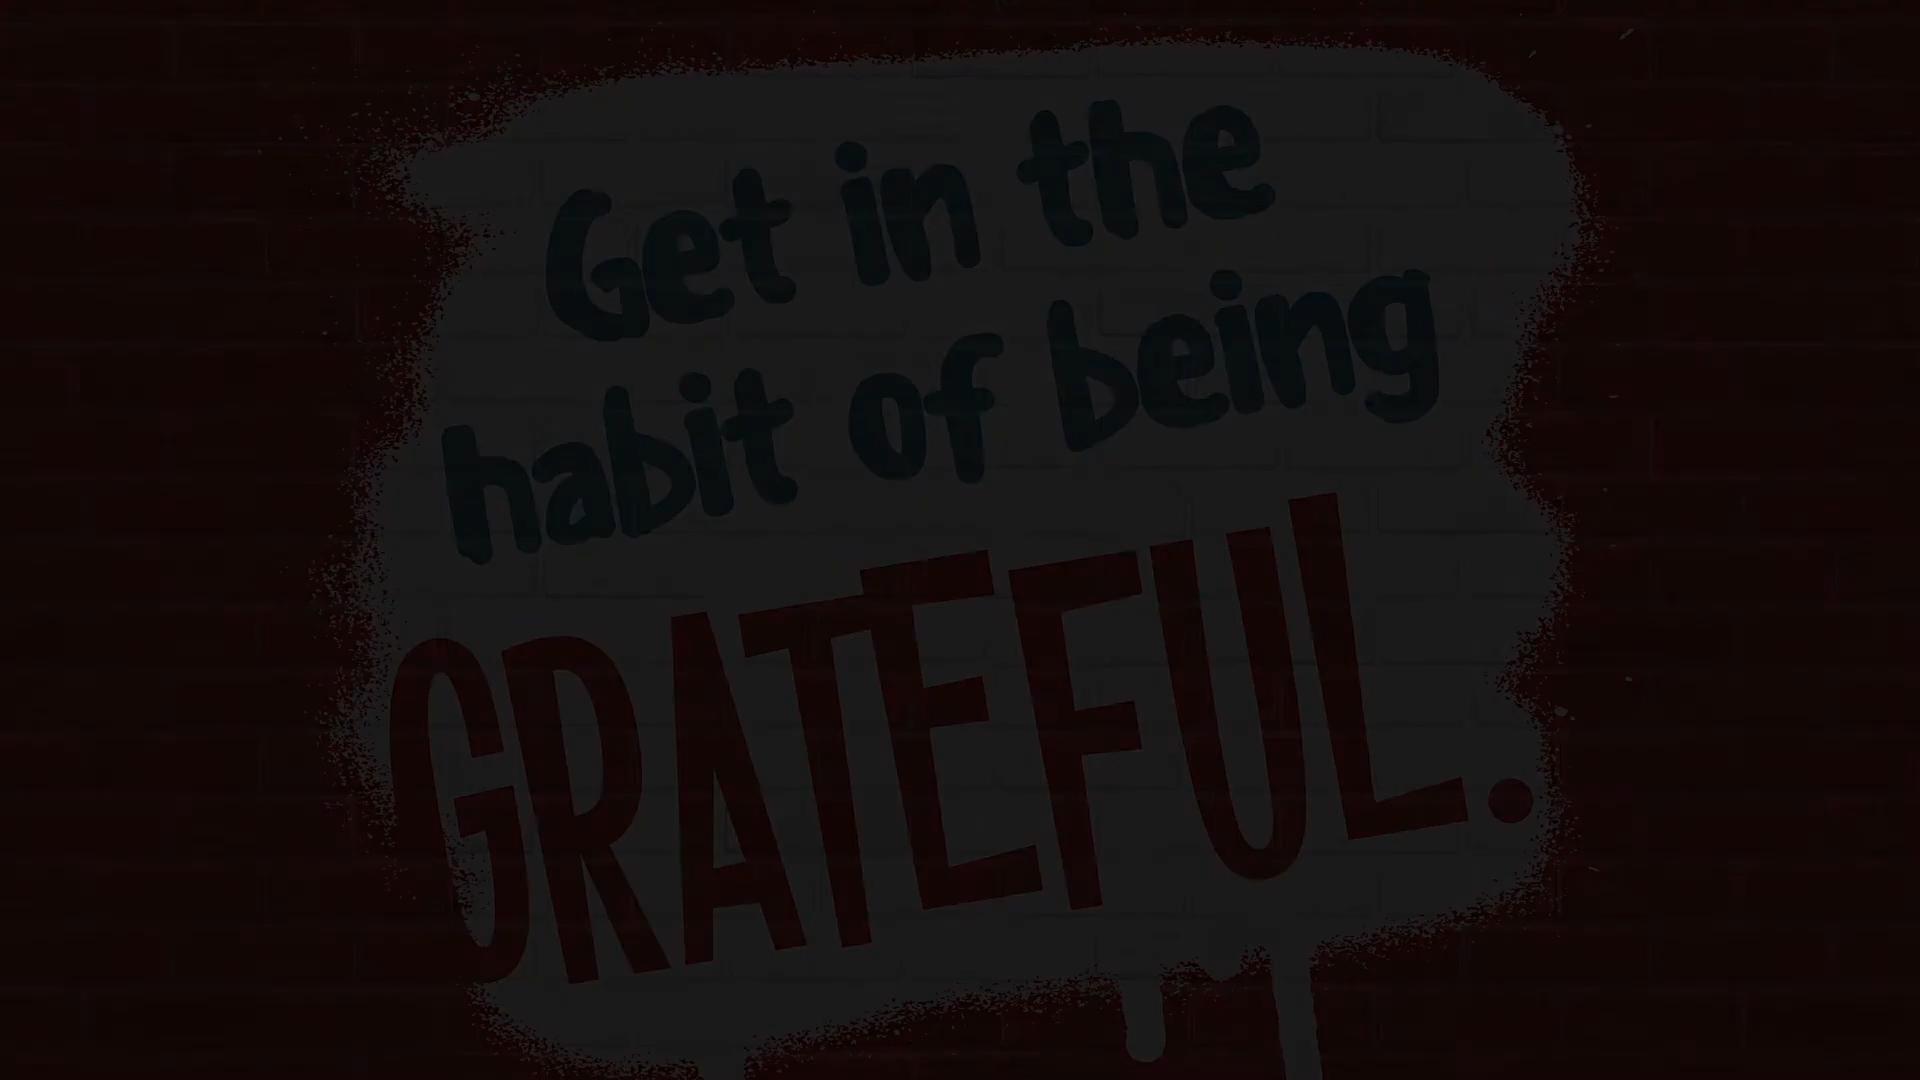 Get in the
habit of being
GRATEFUL.